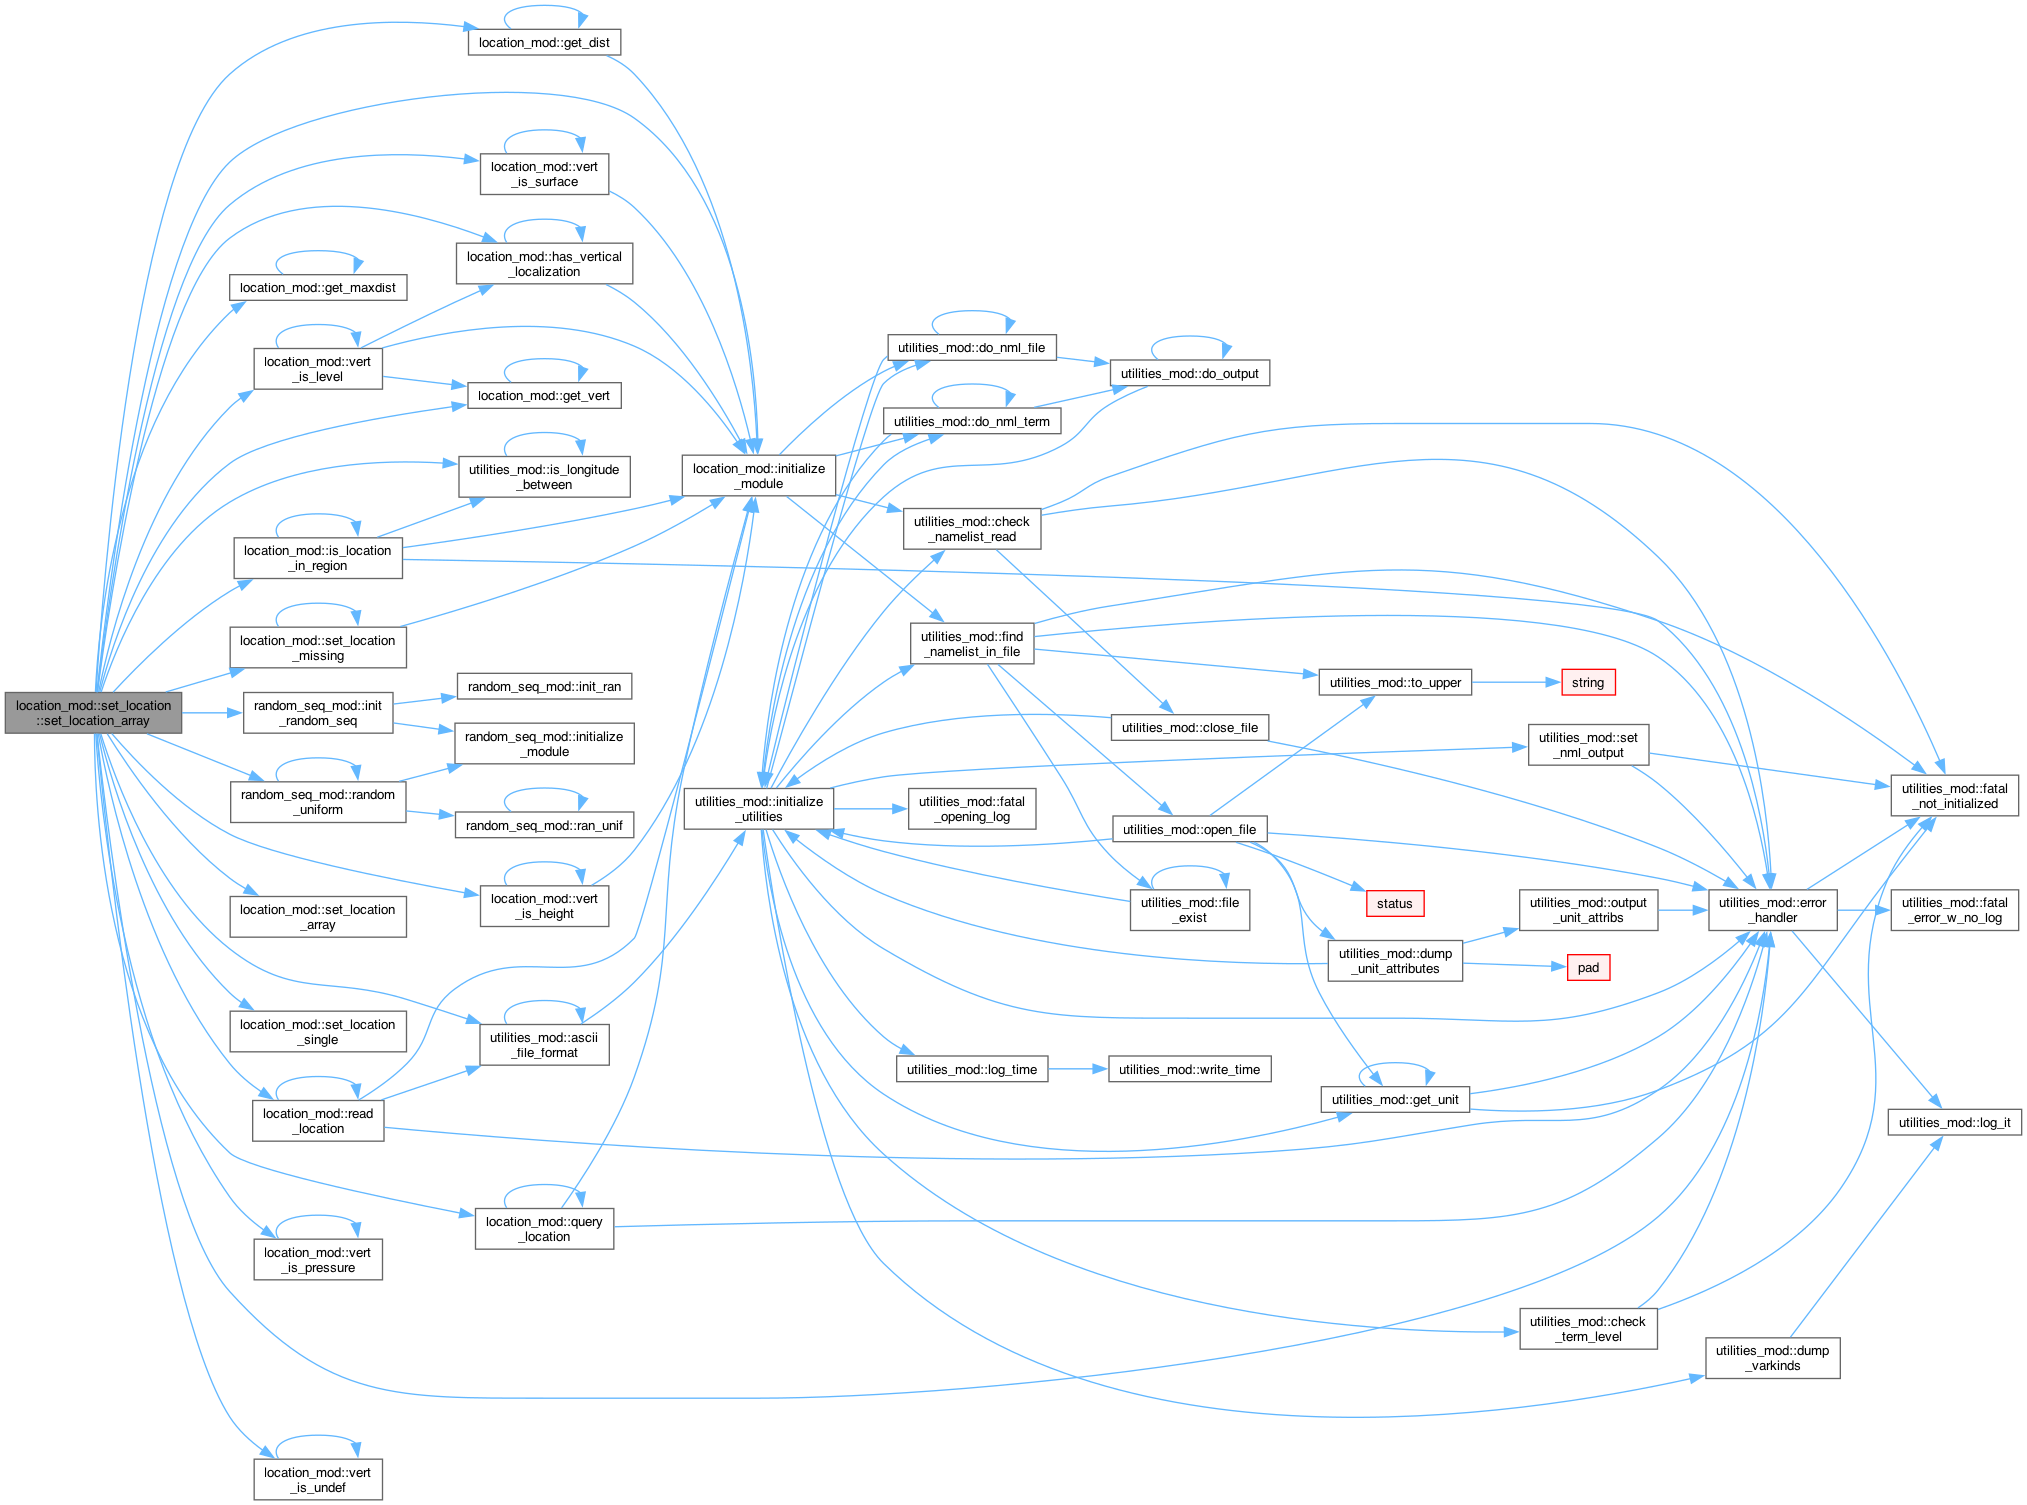 location_mod::get_dist
location_mod::vert
_is_surface
location_mod::has_vertical
_localization
location_mod::get_maxdist
location_mod::vert
_is_level
location_mod::get_vert
utilities_mod::do_nml_file
utilities_mod::do_output
utilities_mod::do_nml_term
utilities_mod::is_longitude
_between
location_mod::initialize
_module
utilities_mod::check
_namelist_read
location_mod::is_location
_in_region
location_mod::set_location
_missing
utilities_mod::find
_namelist_in_file
utilities_mod::to_upper
string
location_mod::set_location
::set_location_array
random_seq_mod::init
_random_seq
random_seq_mod::init_ran
random_seq_mod::initialize
_module
utilities_mod::close_file
utilities_mod::set
_nml_output
random_seq_mod::random
_uniform
random_seq_mod::ran_unif
utilities_mod::initialize
_utilities
utilities_mod::fatal
_opening_log
utilities_mod::open_file
utilities_mod::fatal
_not_initialized
location_mod::set_location
_array
location_mod::vert
_is_height
utilities_mod::file
_exist
status
utilities_mod::output
_unit_attribs
utilities_mod::error
_handler
utilities_mod::fatal
_error_w_no_log
utilities_mod::dump
_unit_attributes
pad
location_mod::set_location
_single
utilities_mod::ascii
_file_format
utilities_mod::log_time
utilities_mod::write_time
utilities_mod::get_unit
location_mod::read
_location
utilities_mod::log_it
location_mod::query
_location
location_mod::vert
_is_pressure
utilities_mod::check
_term_level
utilities_mod::dump
_varkinds
location_mod::vert
_is_undef